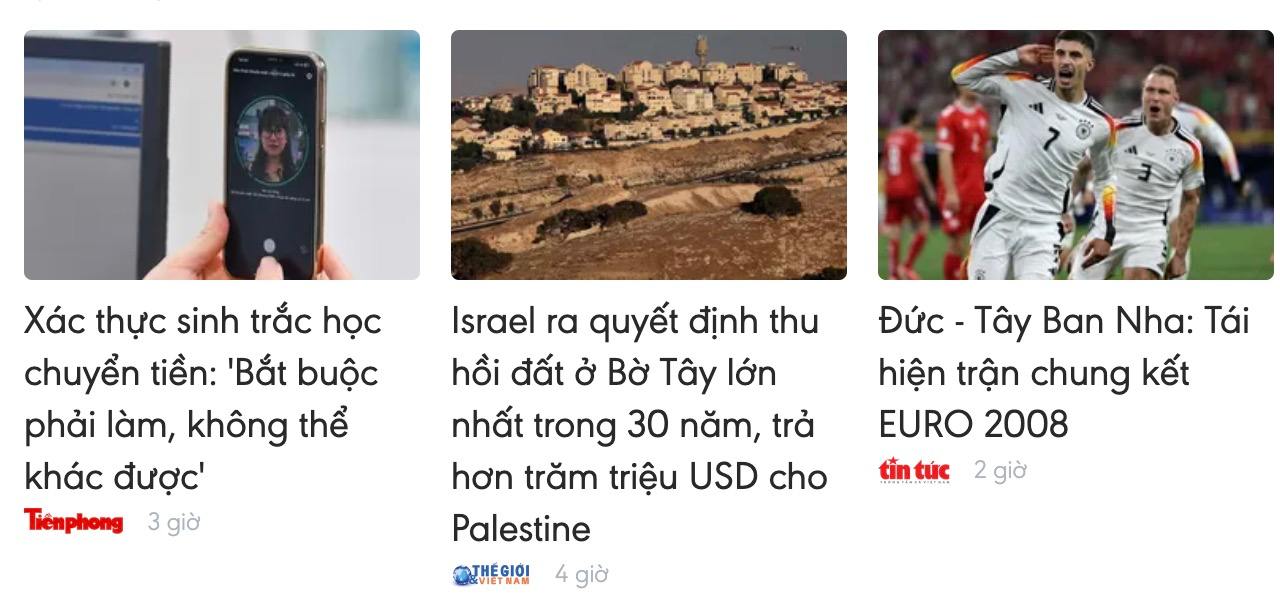 Xác thực sinh trắc học
chuyển tiền: 'Bắt buộc
phải làm, không thể
khác được'
Tiềnphong
3 giờ
Israel ra quyết định thu
hồi đất ở Bờ Tây lớn
nhất trong 30 năm, trả
hơn trăm triệu USD cho
Palestine
THẾ GIỚI
&VIỆT NAM
4 giờ
7
3
Đức - Tây Ban Nha: Tái
hiện trận chung kết
EURO 2008
tin tức
2 giờ